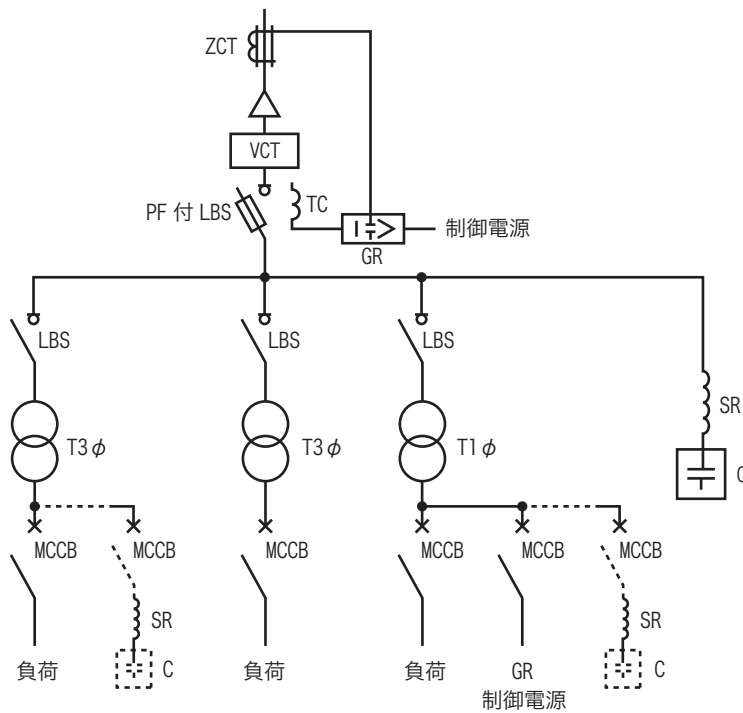 ZCT
VCT
PF 付 LBS
TC
制御電源
GR
LBS
LBS
LBS
SR
T3φ
T3φ
T1φ
C
MCCB
MCCB
MCCB
MCCB
MCCB
MCCB
SR
SR
負荷
C
負荷
負荷
GR
制御電源
C